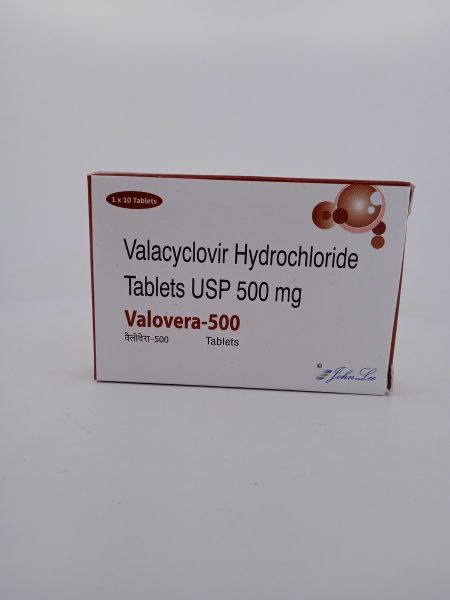 1 x 10 Tablets
Valacyclovir Hydrochloride
Tablets USP 500 mg
Valovera-500
वैलोवेरा-500 Tablets
©
John Lee